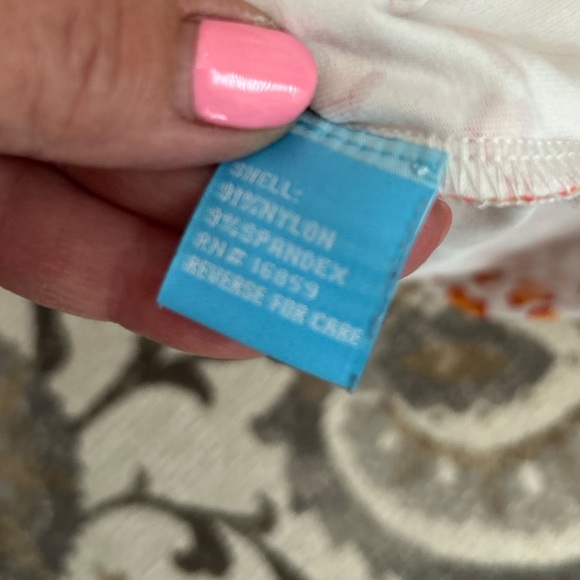 SHELL:
91%NYLON
9%SPANDEX
RN# 16059
REVERSE FOR CARE